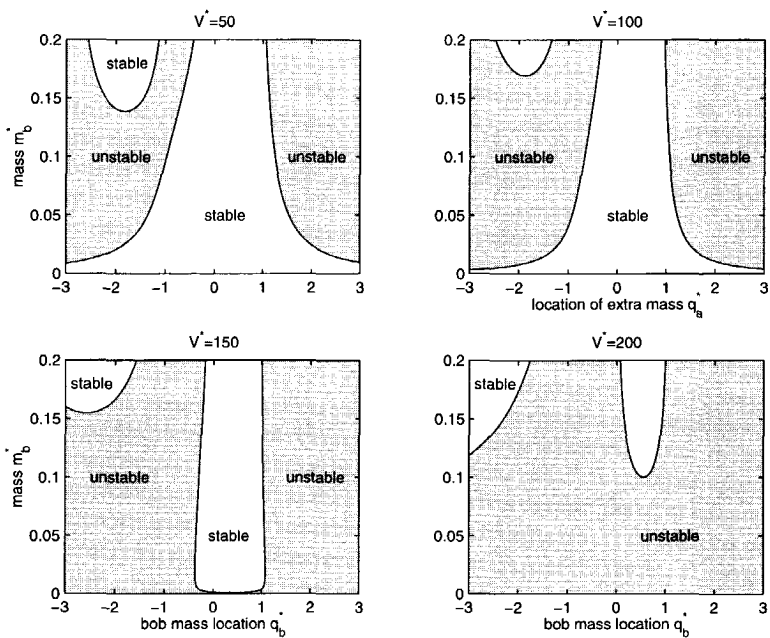 V*=50
V*=100
mass m*b
0.2
0.15
0.1
0.05
0
stable
unstable
unstable
stable
-3 -2 -1 0 1 2 3
0.2
0.15
0.1
0.05
0
unstable
unstable
stable
-3 -2 -1 0 1 2 3
location of extra mass q*a
V*=150
V*=200
mass m*b
0.2
0.15
0.1
0.05
0
stable
unstable
unstable
stable
-3 -2 -1 0 1 2 3
bob mass location q*b
0.2
0.15
0.1
0.05
0
stable
unstable
-3 -2 -1 0 1 2 3
bob mass location q*b